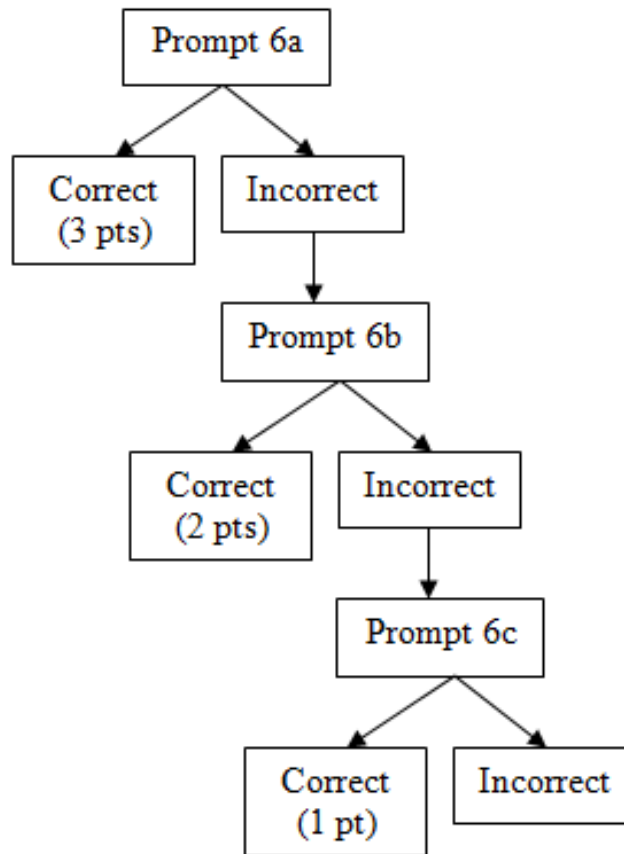 Prompt 6a
Correct
(3 pts)
Incorrect
Prompt 6b
Correct
(2 pts)
Incorrect
Prompt 6c
Correct
(1 pt)
Incorrect